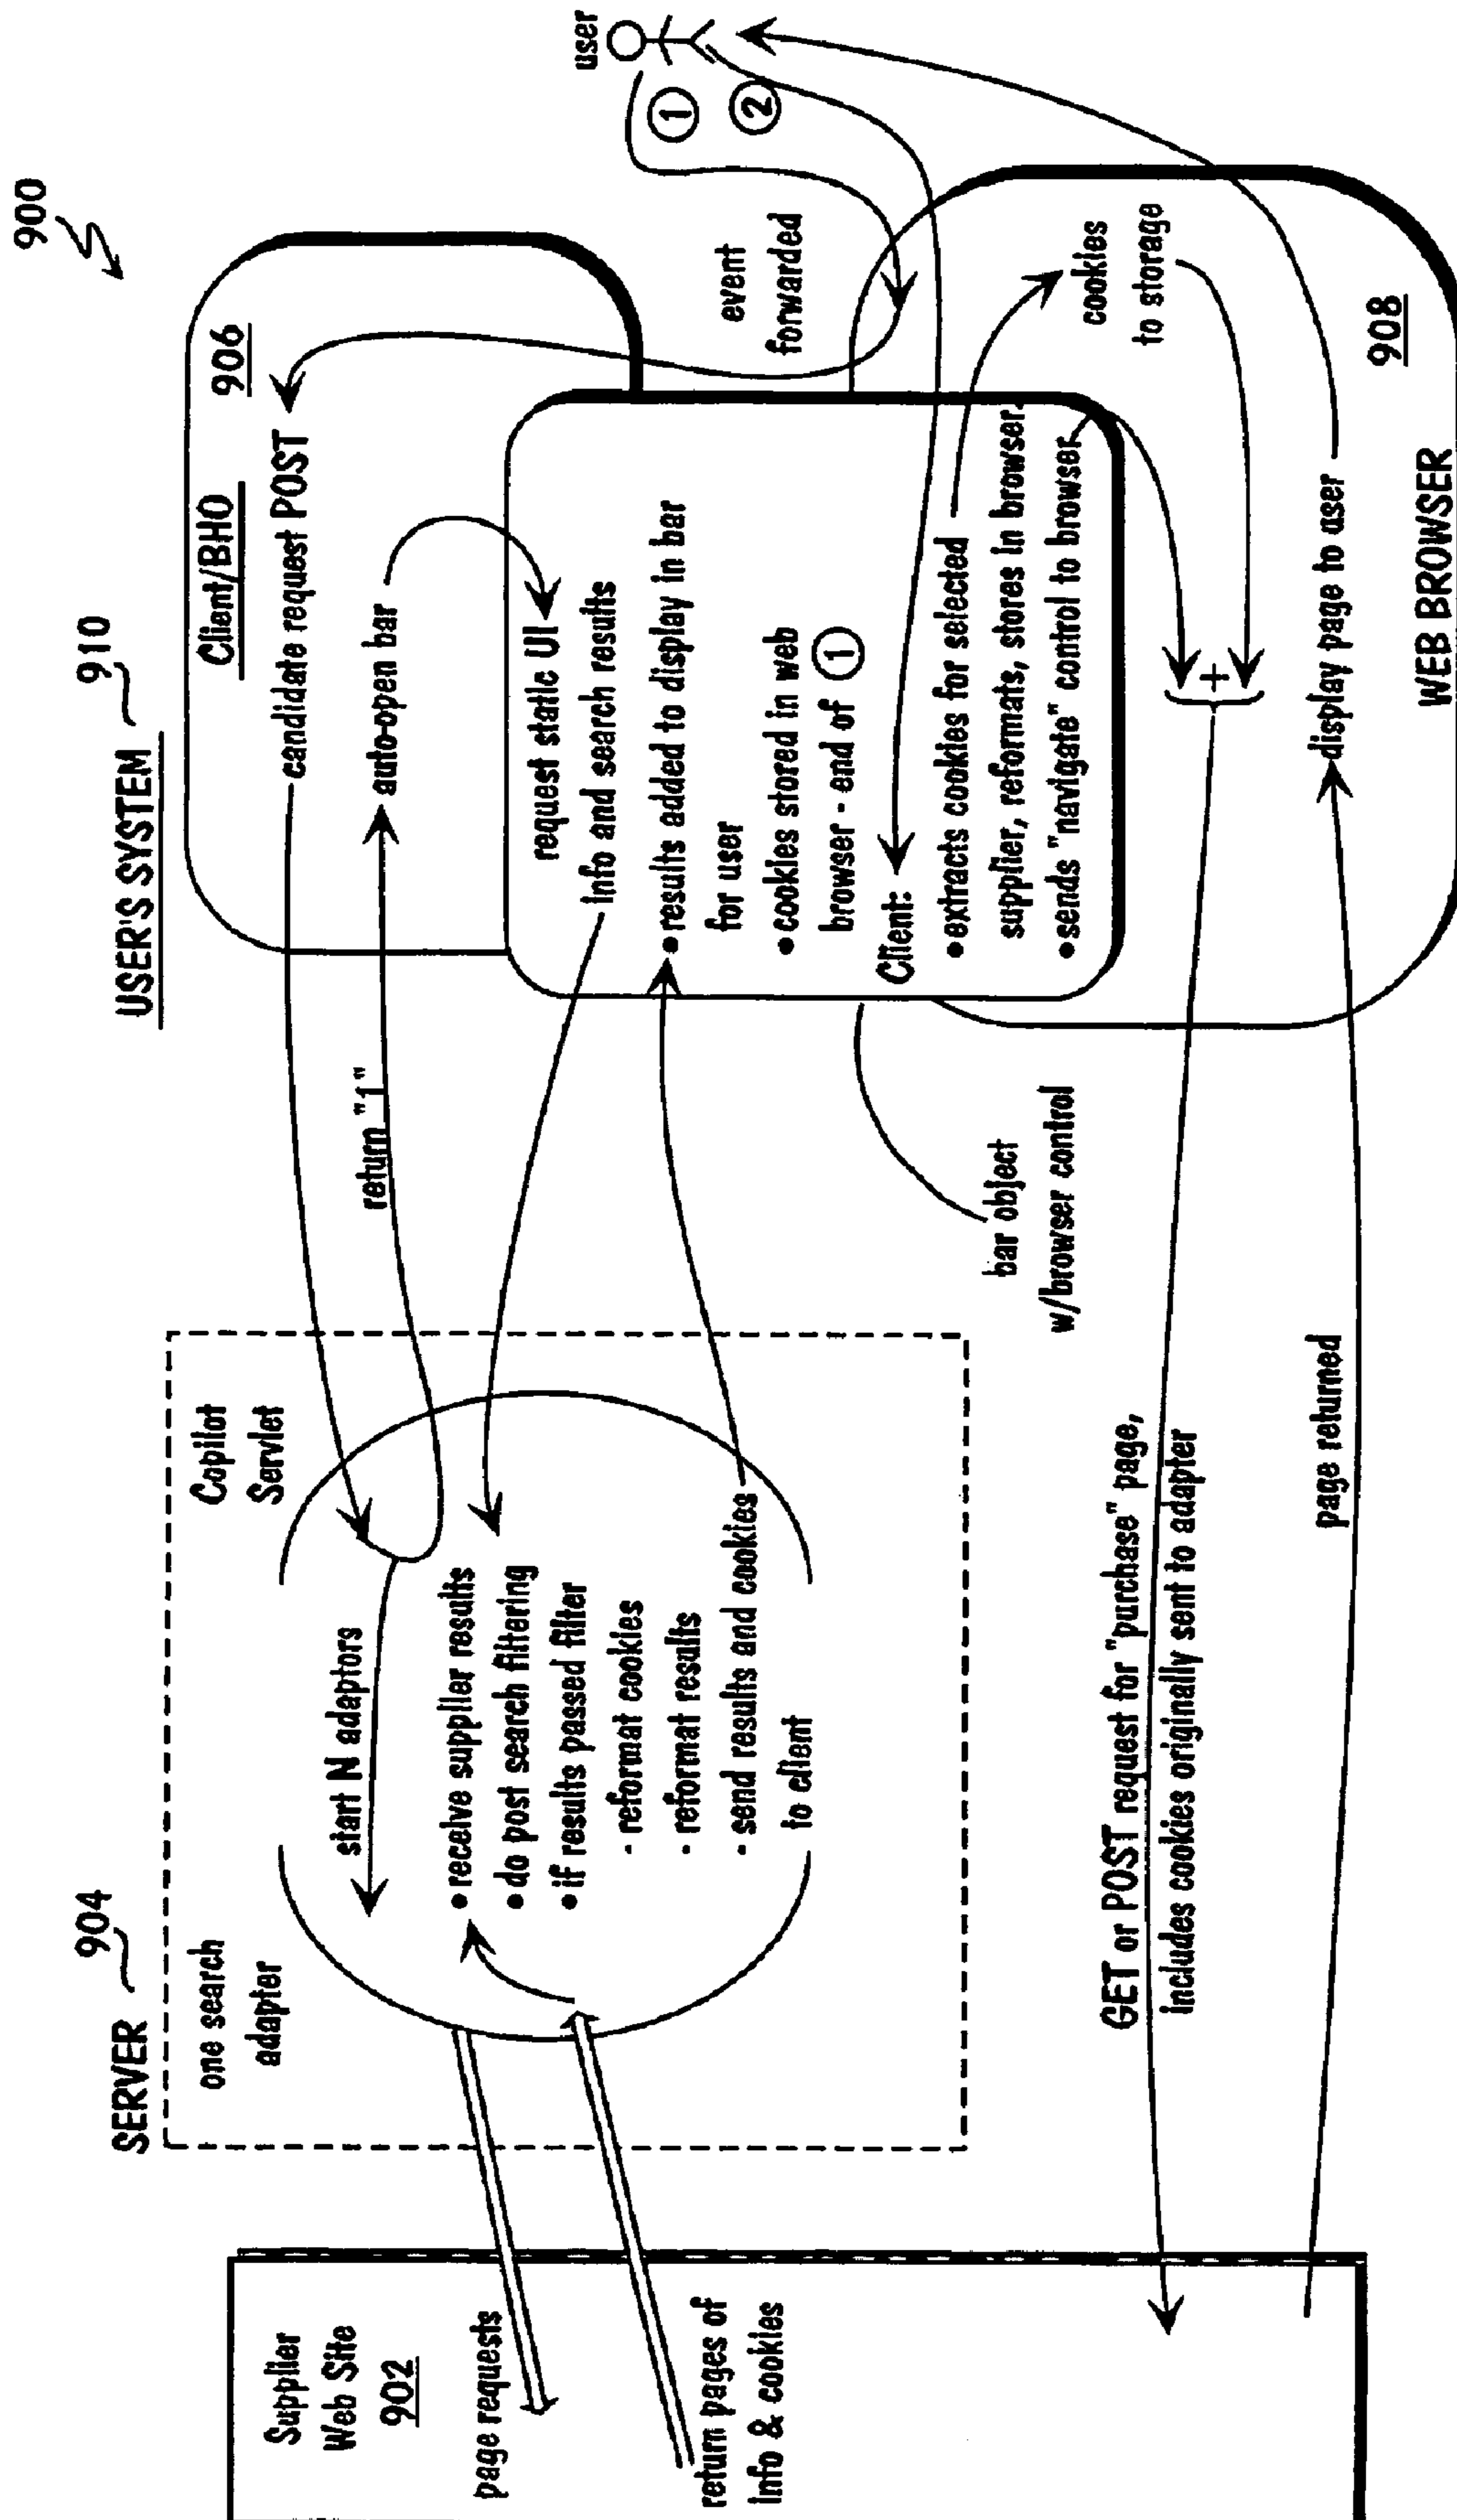 900
SERVER 904
USER'S SYSTEM 910
Supplier
Web Site
902
page requests
return pages of
info & cookies
one search
adapter
Copilot
Servlet
start N adaptors
• receive supplier results
• do post search filtering
• if results passed filter
- reformat cookies
- reformat results
- send results and cookies
to client
return "1"
Client/BHO 906
candidate request POST
auto-open bar
request static UI
info and search results
• results added to display in bar
for user
• cookies stored in web
browser - end of ①
Client:
• extracts cookies for selected
supplier, reformats, stores in browser.
• sends "navigate" control to browser
bar object
w/browser control
user
①
②
event
forwarded
cookies
to storage
+
GET or POST request for "purchase" page,
includes cookies originally sent to adapter
page returned
display page to user
908
WEB BROWSER